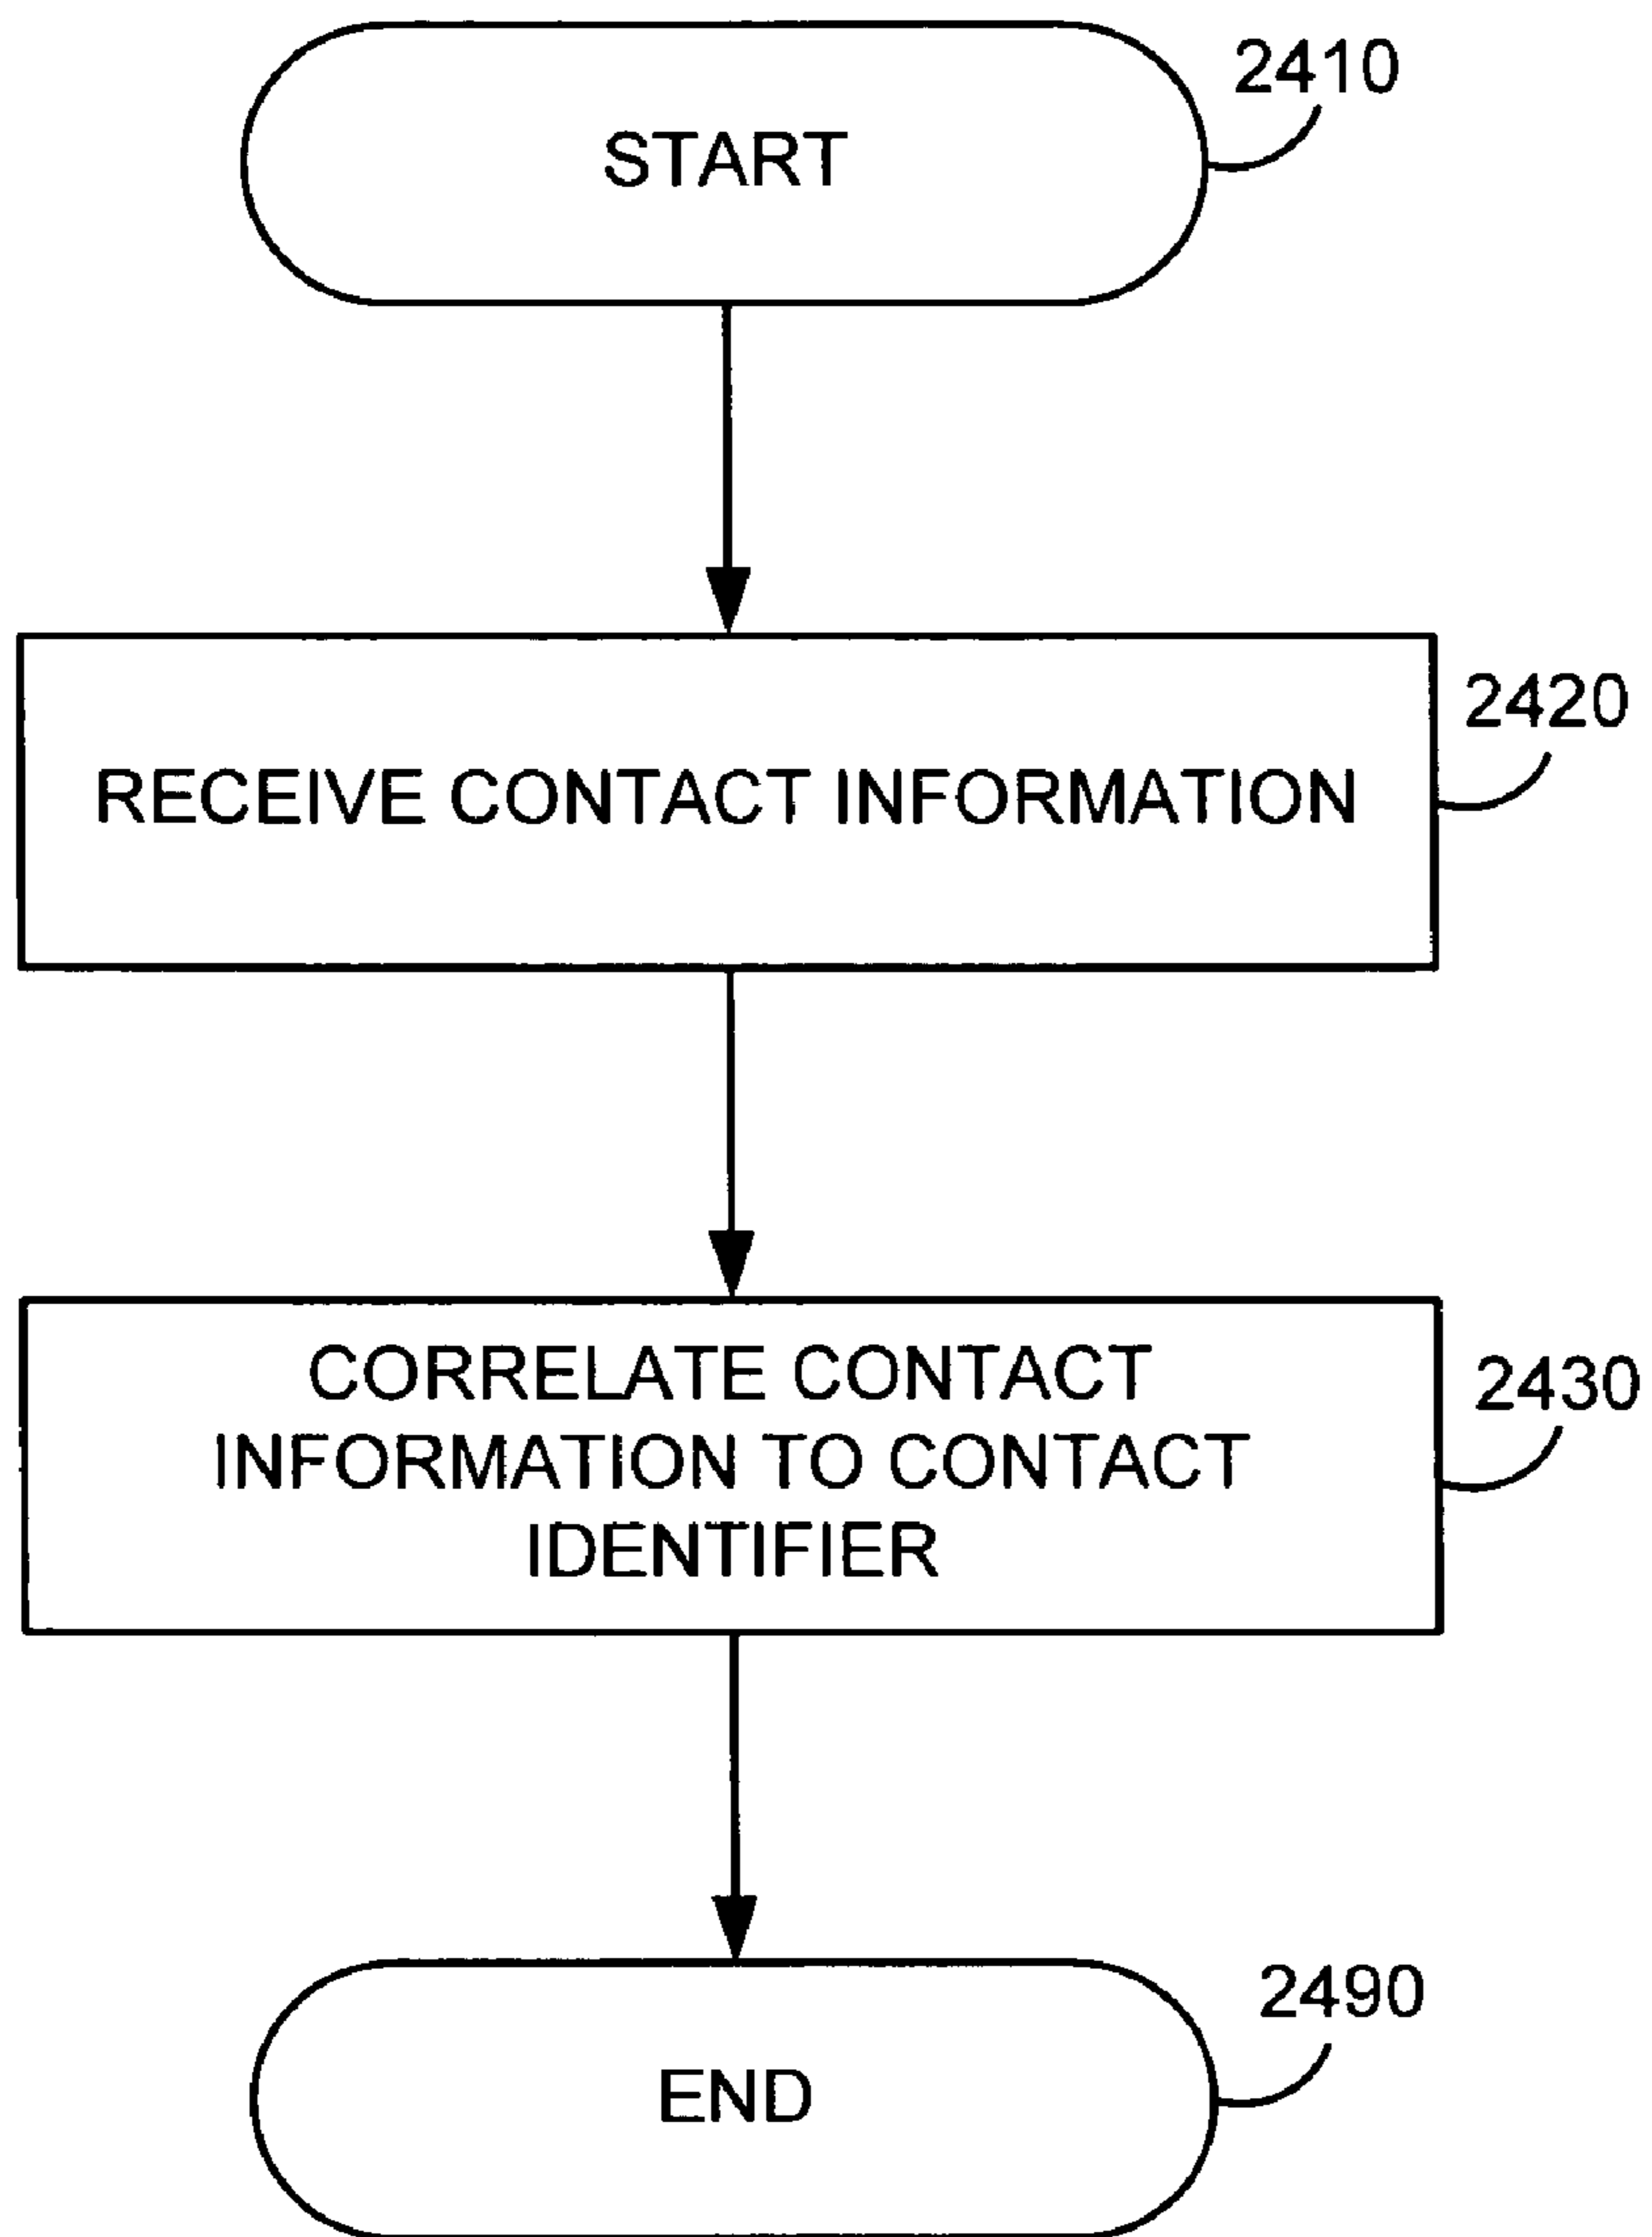 START
2410
RECEIVE CONTACT INFORMATION
2420
CORRELATE CONTACT
INFORMATION TO CONTACT
IDENTIFIER
2430
END
2490